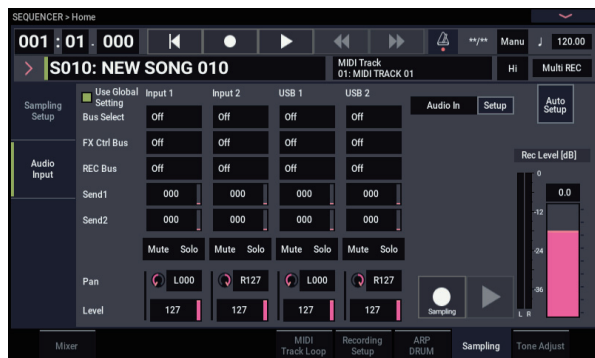 SEQUENCER > Home
001 : 01 . 000 **/** Manu ♩ 120.00
S010: NEW SONG 010 MIDI Track 01: MIDI TRACK 01 Hi Multi REC
Sampling Setup
Audio Input
Use Global Setting Input 1 Input 2 USB 1 USB 2 Audio In Setup Auto Setup
Bus Select Off Off Off Off
FX Ctrl Bus Off Off Off Off
REC Bus Off Off Off Off
Send1 000 000 000 000
Send2 000 000 000 000
Mute Solo Mute Solo Mute Solo Mute Solo
Pan L000 R127 L000 R127
Level 127 127 127 127
Sampling
Rec Level [dB]
0
0.0
-12
-24
-36
L R
Mixer MIDI Track Loop Recording Setup ARP DRUM Sampling Tone Adjust